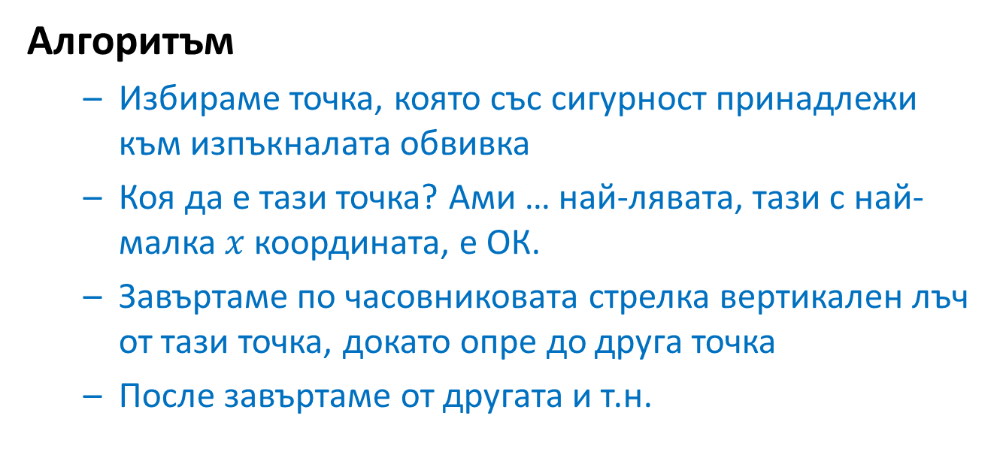 Алгоритъм
– Избираме точка, която със сигурност принадлежи
към изпъкналата обвивка
– Коя да е тази точка? Ами … най-лявата, тази с най-
малка x координата, е ОК.
– Завъртаме по часовниковата стрелка вертикален лъч
от тази точка, докато опре до друга точка
– После завъртаме от другата и т.н.